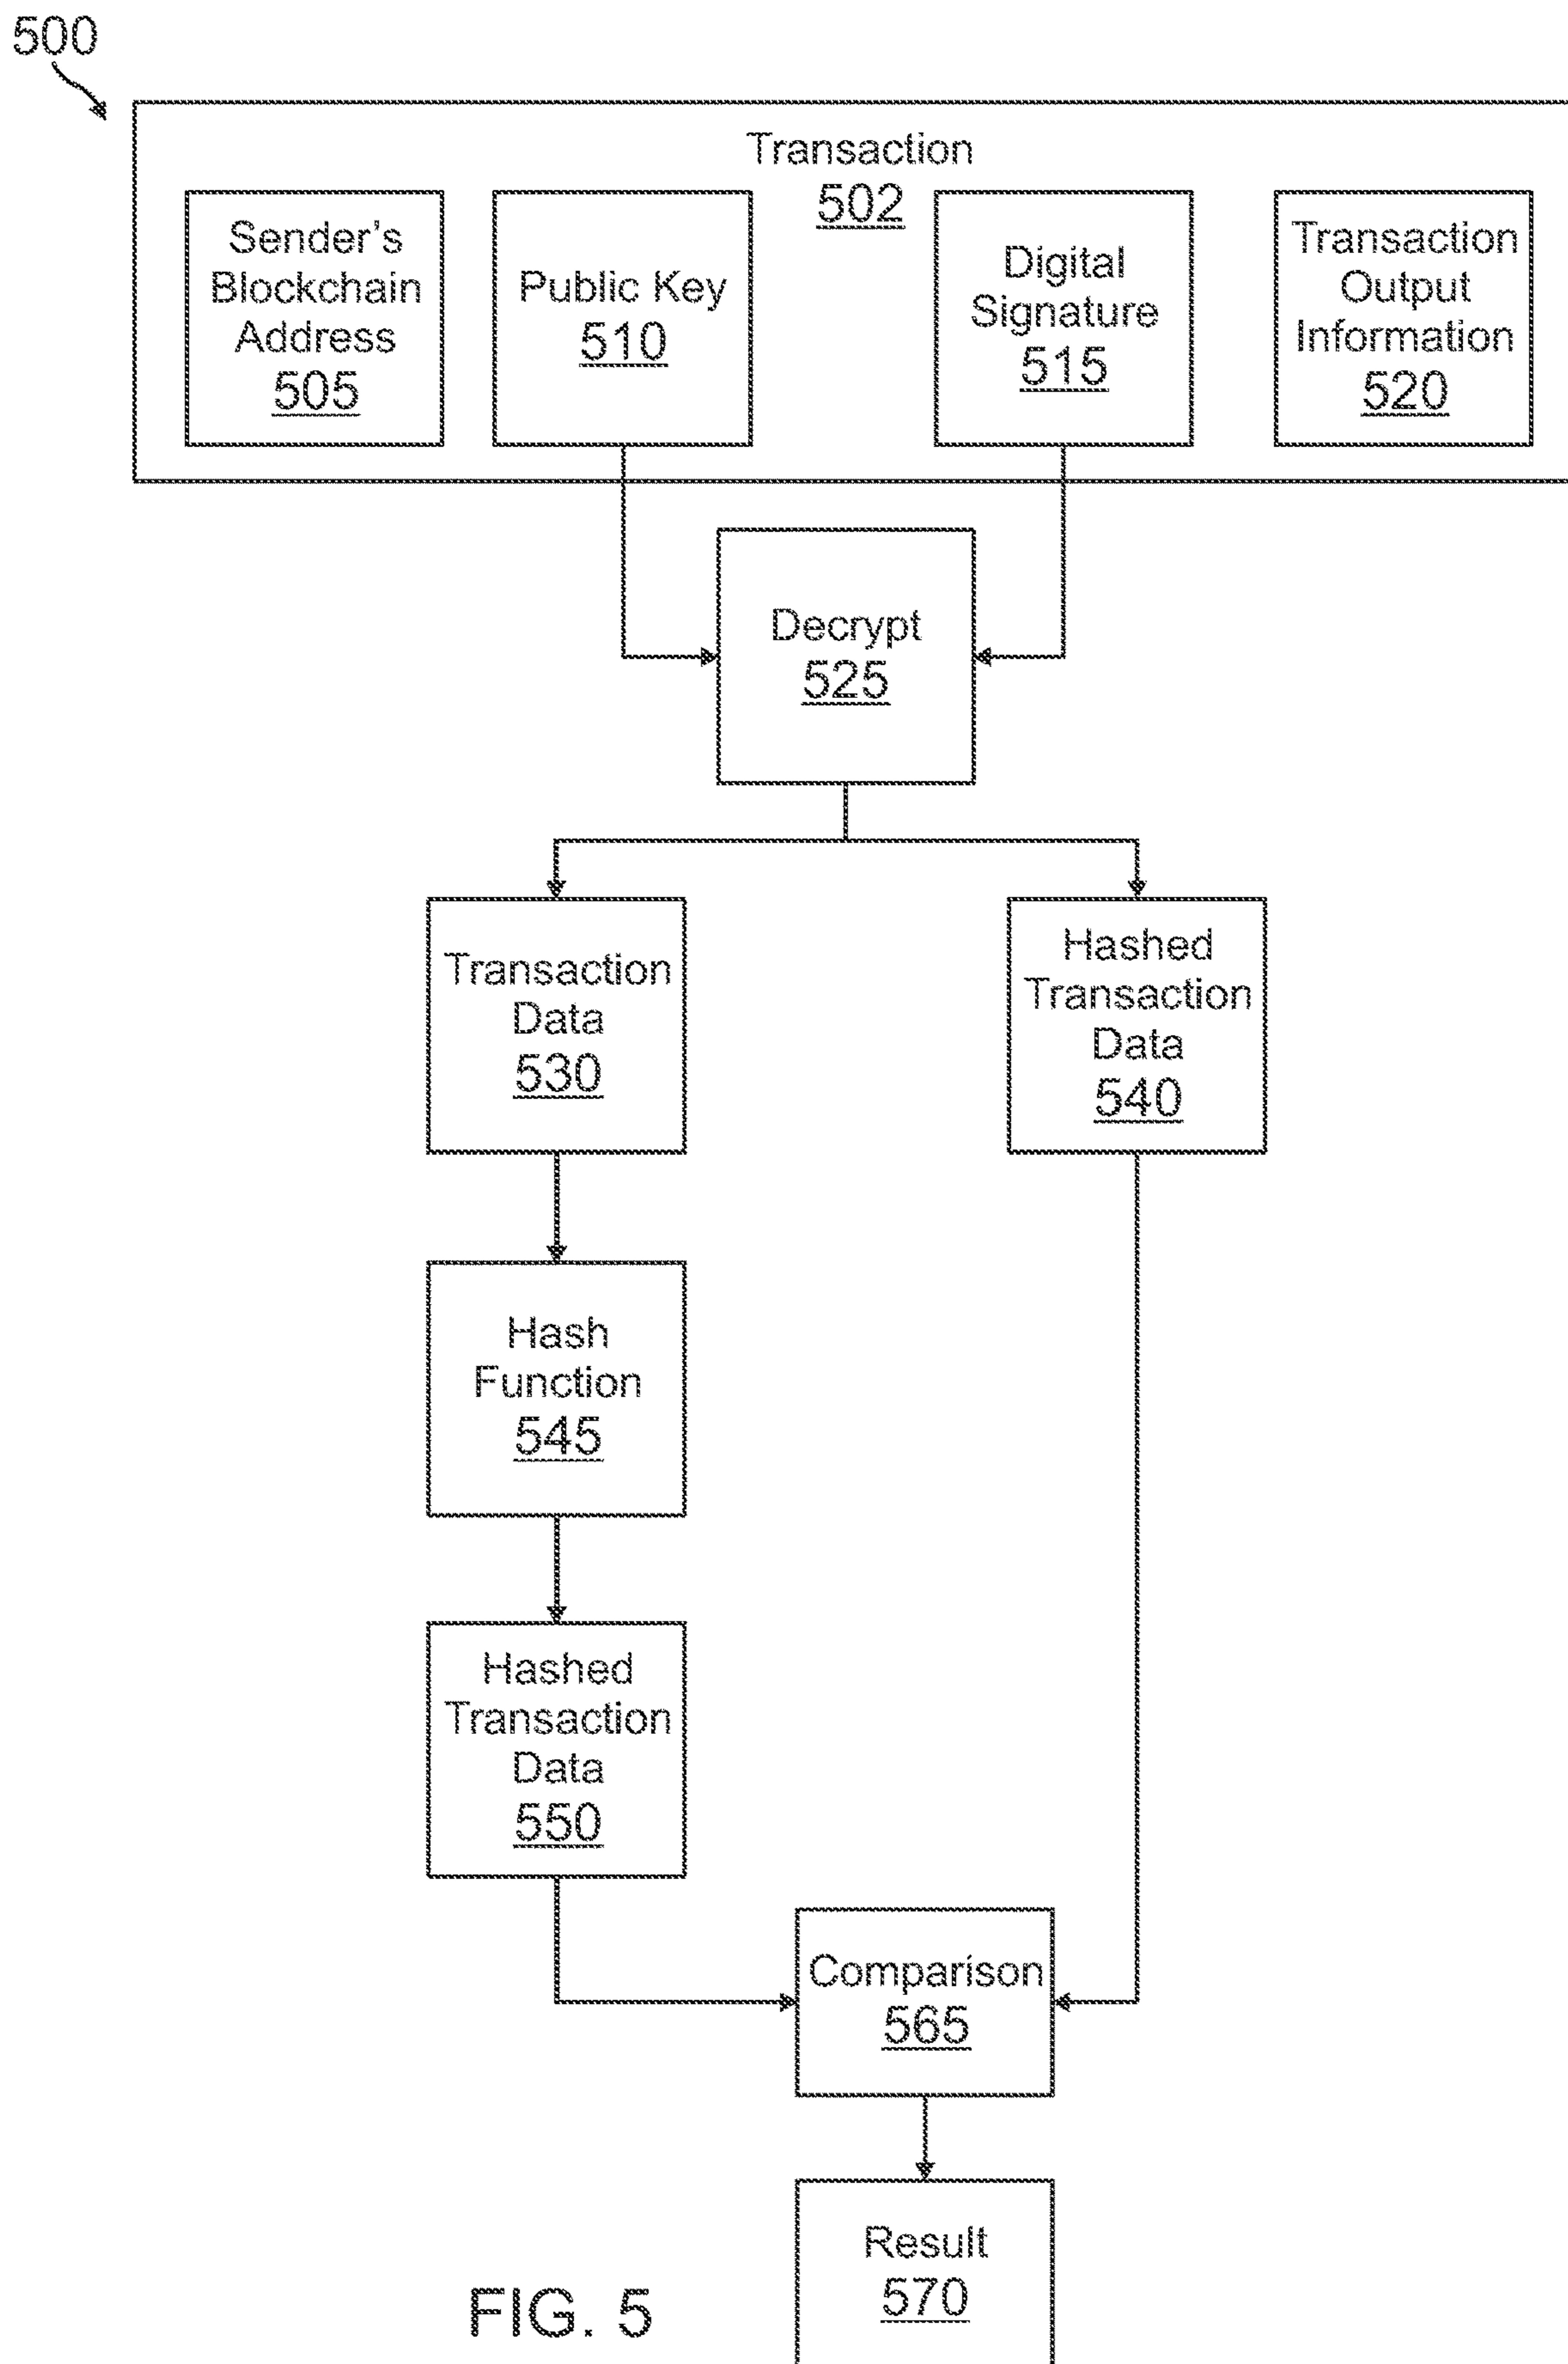 500
Transaction
502
Sender's
Blockchain
Address
505
Public Key
510
Digital
Signature
515
Transaction
Output
Information
520
Decrypt
525
Transaction
Data
530
Hashed
Transaction
Data
540
Hash
Function
545
Hashed
Transaction
Data
550
Comparison
565
Result
570
FIG. 5